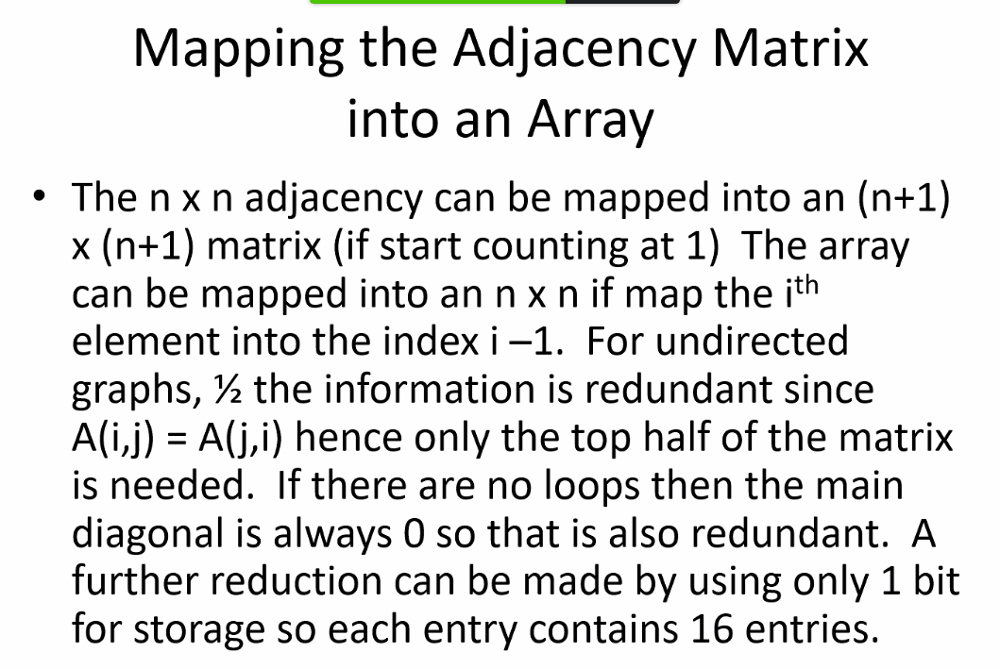 Mapping the Adjacency Matrix
into an Array
• The n x n adjacency can be mapped into an (n+1)
x (n+1) matrix (if start counting at 1)  The array
can be mapped into an n x n if map the iᵗʰ
element into the index i –1.  For undirected
graphs, ½ the information is redundant since
A(i,j) = A(j,i) hence only the top half of the matrix
is needed.  If there are no loops then the main
diagonal is always 0 so that is also redundant.  A
further reduction can be made by using only 1 bit
for storage so each entry contains 16 entries.